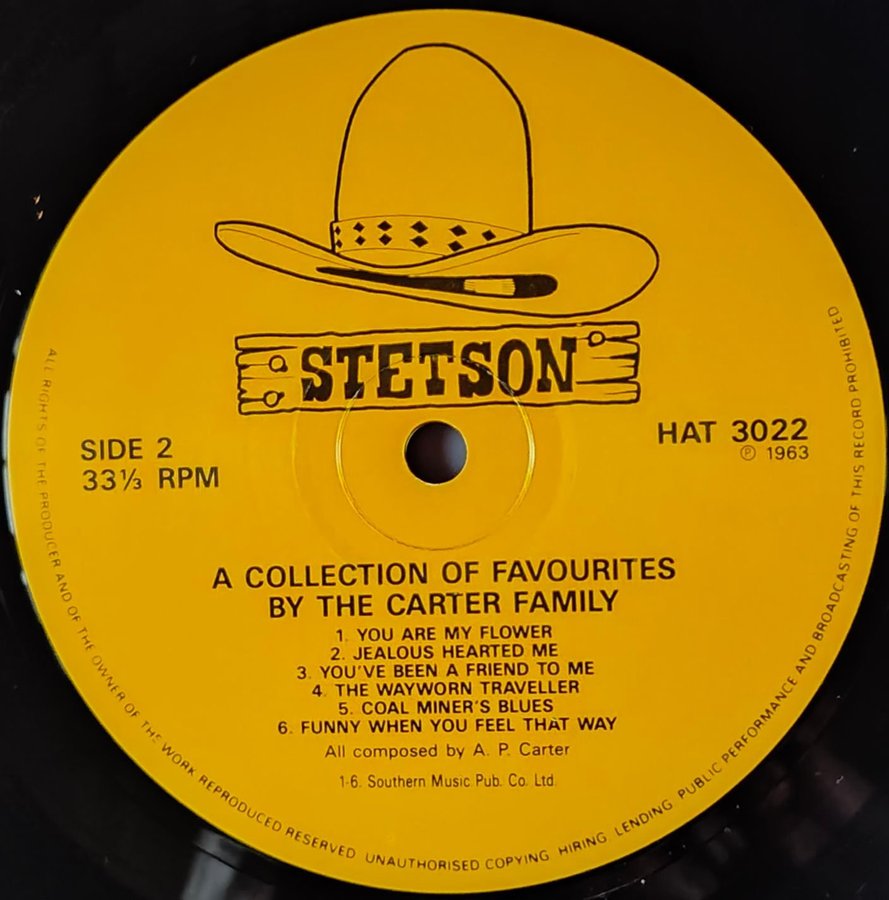 STETSON
SIDE 2
33⅓ RPM
HAT 3022
℗ 1963
A COLLECTION OF FAVOURITES
BY THE CARTER FAMILY
1. YOU ARE MY FLOWER
2. JEALOUS HEARTED ME
3. YOU'VE BEEN A FRIEND TO ME
4. THE WAYWORN TRAVELLER
5. COAL MINER'S BLUES
6. FUNNY WHEN YOU FEEL THAT WAY
All composed by A. P. Carter
1-6. Southern Music Pub. Co. Ltd.
ALL RIGHTS OF THE PRODUCER AND OF THE OWNER OF THE WORK REPRODUCED RESERVED. UNAUTHORISED COPYING, HIRING, LENDING, PUBLIC PERFORMANCE AND BROADCASTING OF THIS RECORD PROHIBITED